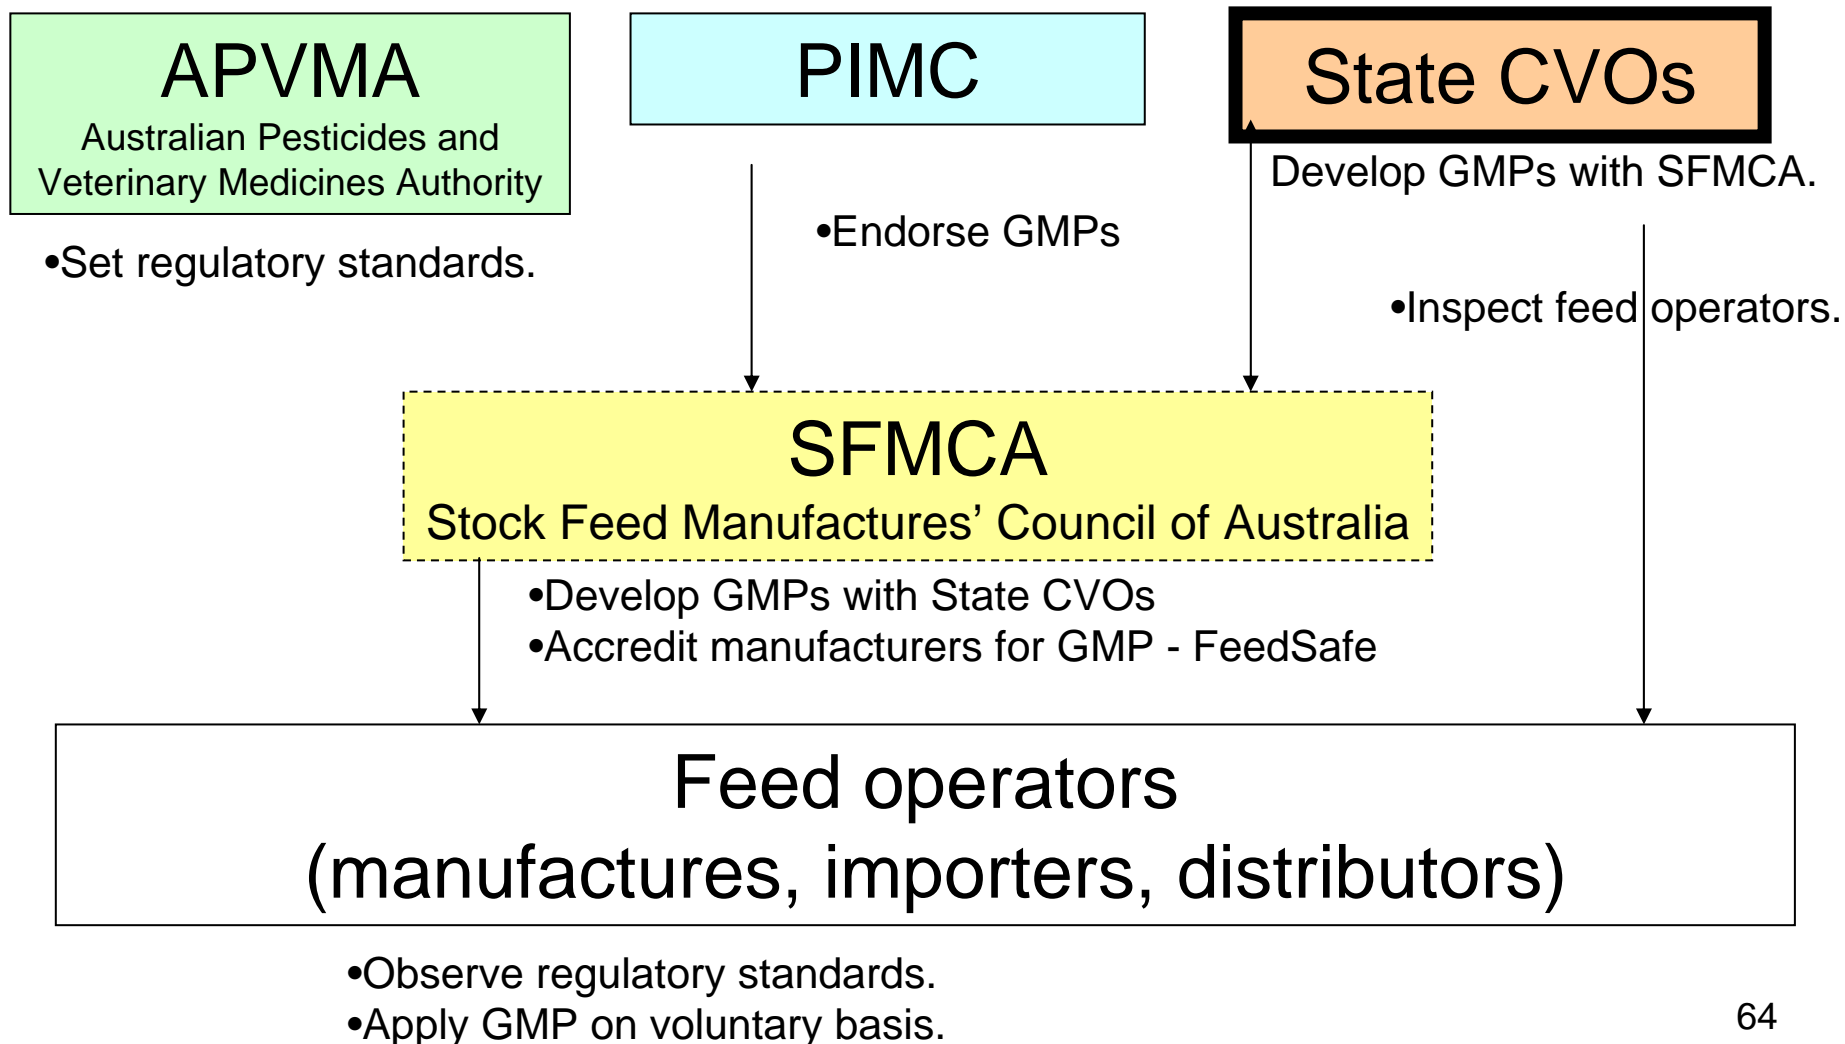 APVMA
Australian Pesticides and
Veterinary Medicines Authority
•Set regulatory standards.
PIMC
•Endorse GMPs
State CVOs
Develop GMPs with SFMCA.
•Inspect feed operators.
SFMCA
Stock Feed Manufactures’ Council of Australia
•Develop GMPs with State CVOs
•Accredit manufacturers for GMP - FeedSafe
Feed operators
(manufactures, importers, distributors)
•Observe regulatory standards.
•Apply GMP on voluntary basis.
64